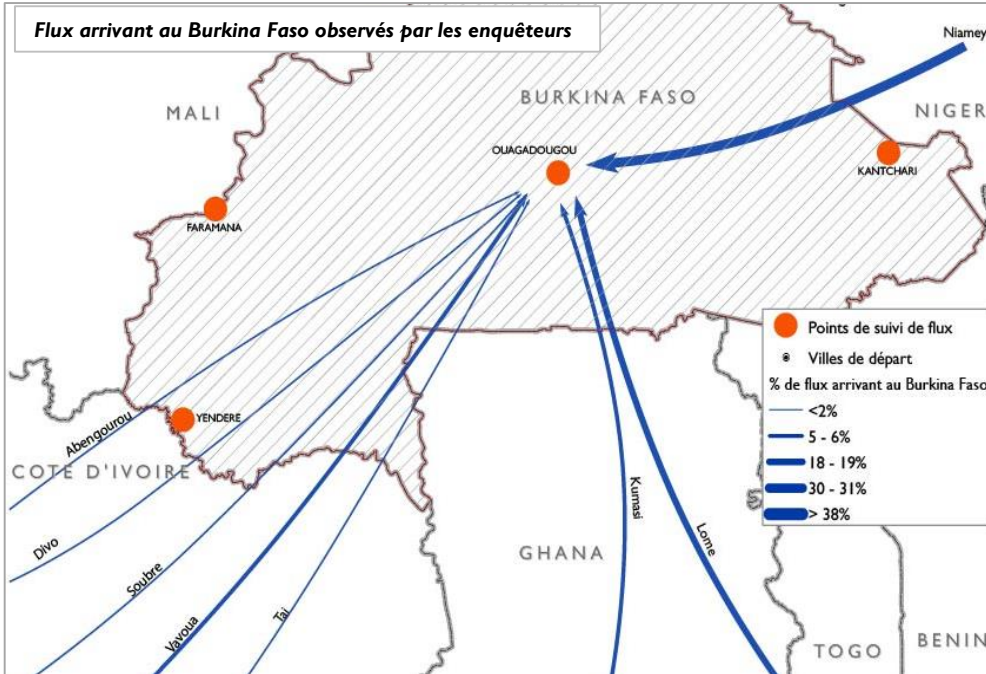 Flux arrivant au Burkina Faso observés par les enquêteurs
Niamey
MALI
BURKINA FASO
NIGER
OUAGADOUGOU
KANTCHARI
FARAMANA
Points de suivi de flux
Villes de départ
% de flux arrivant au Burkina Faso
<2%
5 - 6%
18 - 19%
30 - 31%
> 38%
YENDERE
Abengourou
COTE D'IVOIRE
Divo
Soubre
Vavoua
Tai
Kumasi
Lome
GHANA
TOGO
BENIN